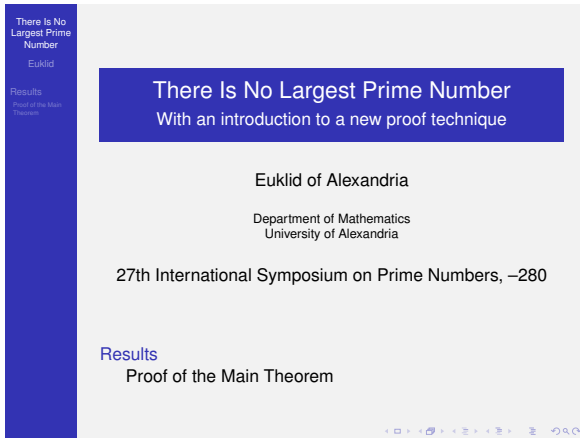 There Is No
Largest Prime
Number
Euklid
Results
Proof of the Main
Theorem
There Is No Largest Prime Number
With an introduction to a new proof technique
Euklid of Alexandria
Department of Mathematics
University of Alexandria
27th International Symposium on Prime Numbers, –280
Results
Proof of the Main Theorem